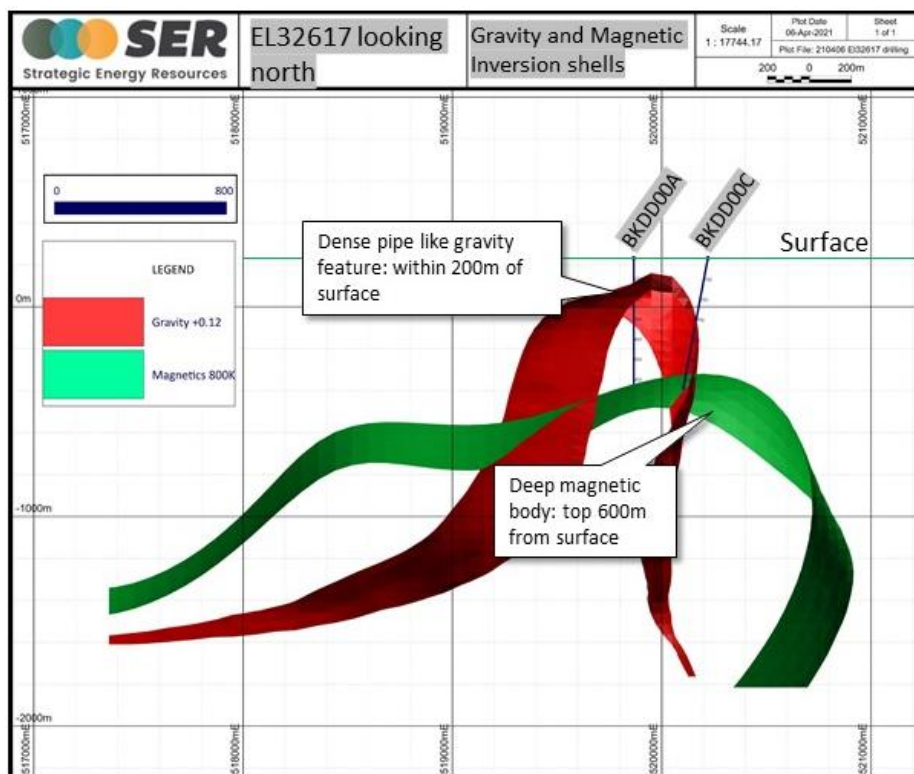 SER
Strategic Energy Resources
EL32617 looking
north
Gravity and Magnetic
Inversion shells
Scale
1 : 17744.17
Plot Date
06-Apr-2021
Sheet
1 of 1
Plot File: 210406 El32617 drilling
200 0 200m
517000mE
518000mE
519000mE
520000mE
521000mE
0 800
LEGEND
Gravity +0.12
Magnetics 800K
Dense pipe like gravity
feature: within 200m of
surface
BKDD00A
BKDD00C
Surface
0m
Deep magnetic
body: top 600m
from surface
-1000m
-2000m
517000mE
518000mE
519000mE
520000mE
521000mE